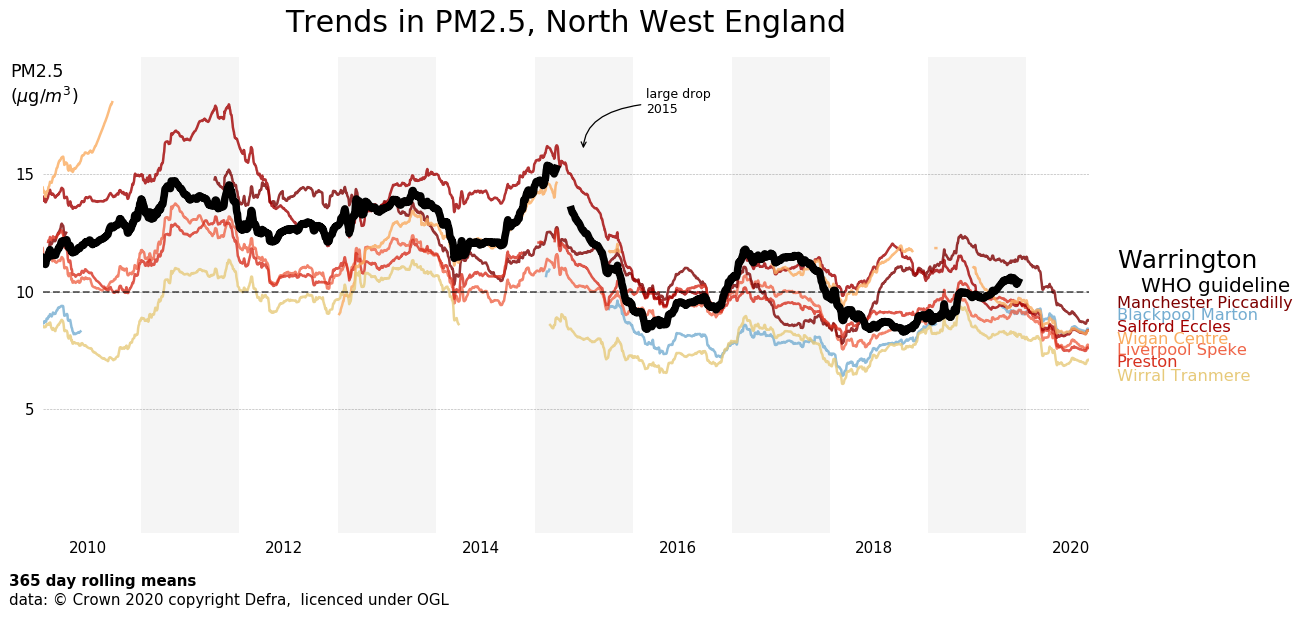 Trends in PM2.5, North West England
PM2.5
(μg/m³)
large drop
2015
15
10
5
Warrington
WHO guideline
Manchester Piccadilly
Blackpool Marton
Salford Eccles
Wigan Centre
Liverpool Speke
Preston
Wirral Tranmere
2010 2012 2014 2016 2018 2020
365 day rolling means
data: © Crown 2020 copyright Defra,  licenced under OGL